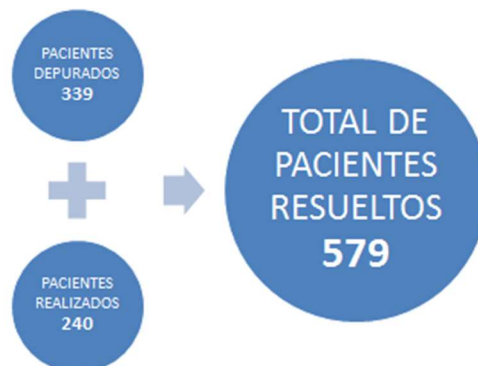 PACIENTES
DEPURADOS
339
PACIENTES
REALIZADOS
240
TOTAL DE
PACIENTES
RESUELTOS
579